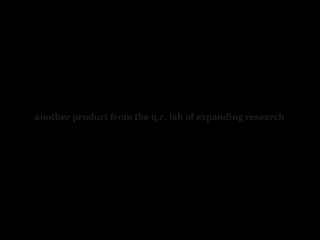 another product from the q.r. lab of expanding research